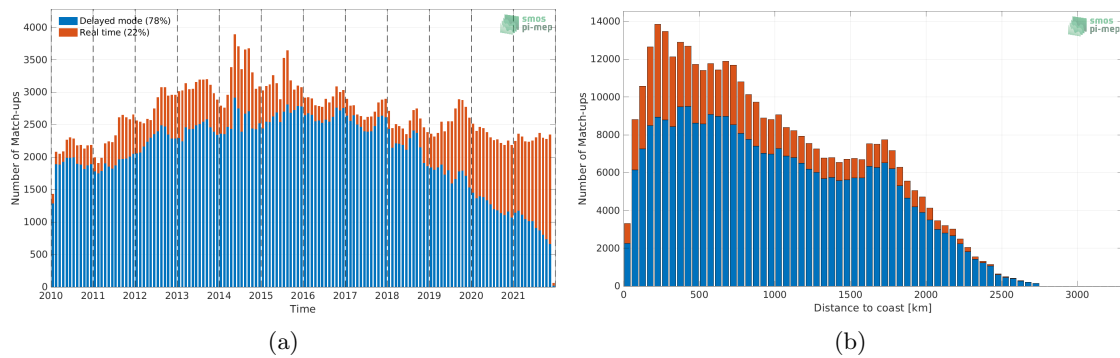 Delayed mode (78%)
Real time (22%)
smos
pi-mep
Number of Match-ups
4000
3500
3000
2500
2000
1500
1000
500
0
2010 2011 2012 2013 2014 2015 2016 2017 2018 2019 2020 2021
Time
(a)
smos
pi-mep
Number of Match-ups
14000
12000
10000
8000
6000
4000
2000
0
0 500 1000 1500 2000 2500 3000
Distance to coast [km]
(b)